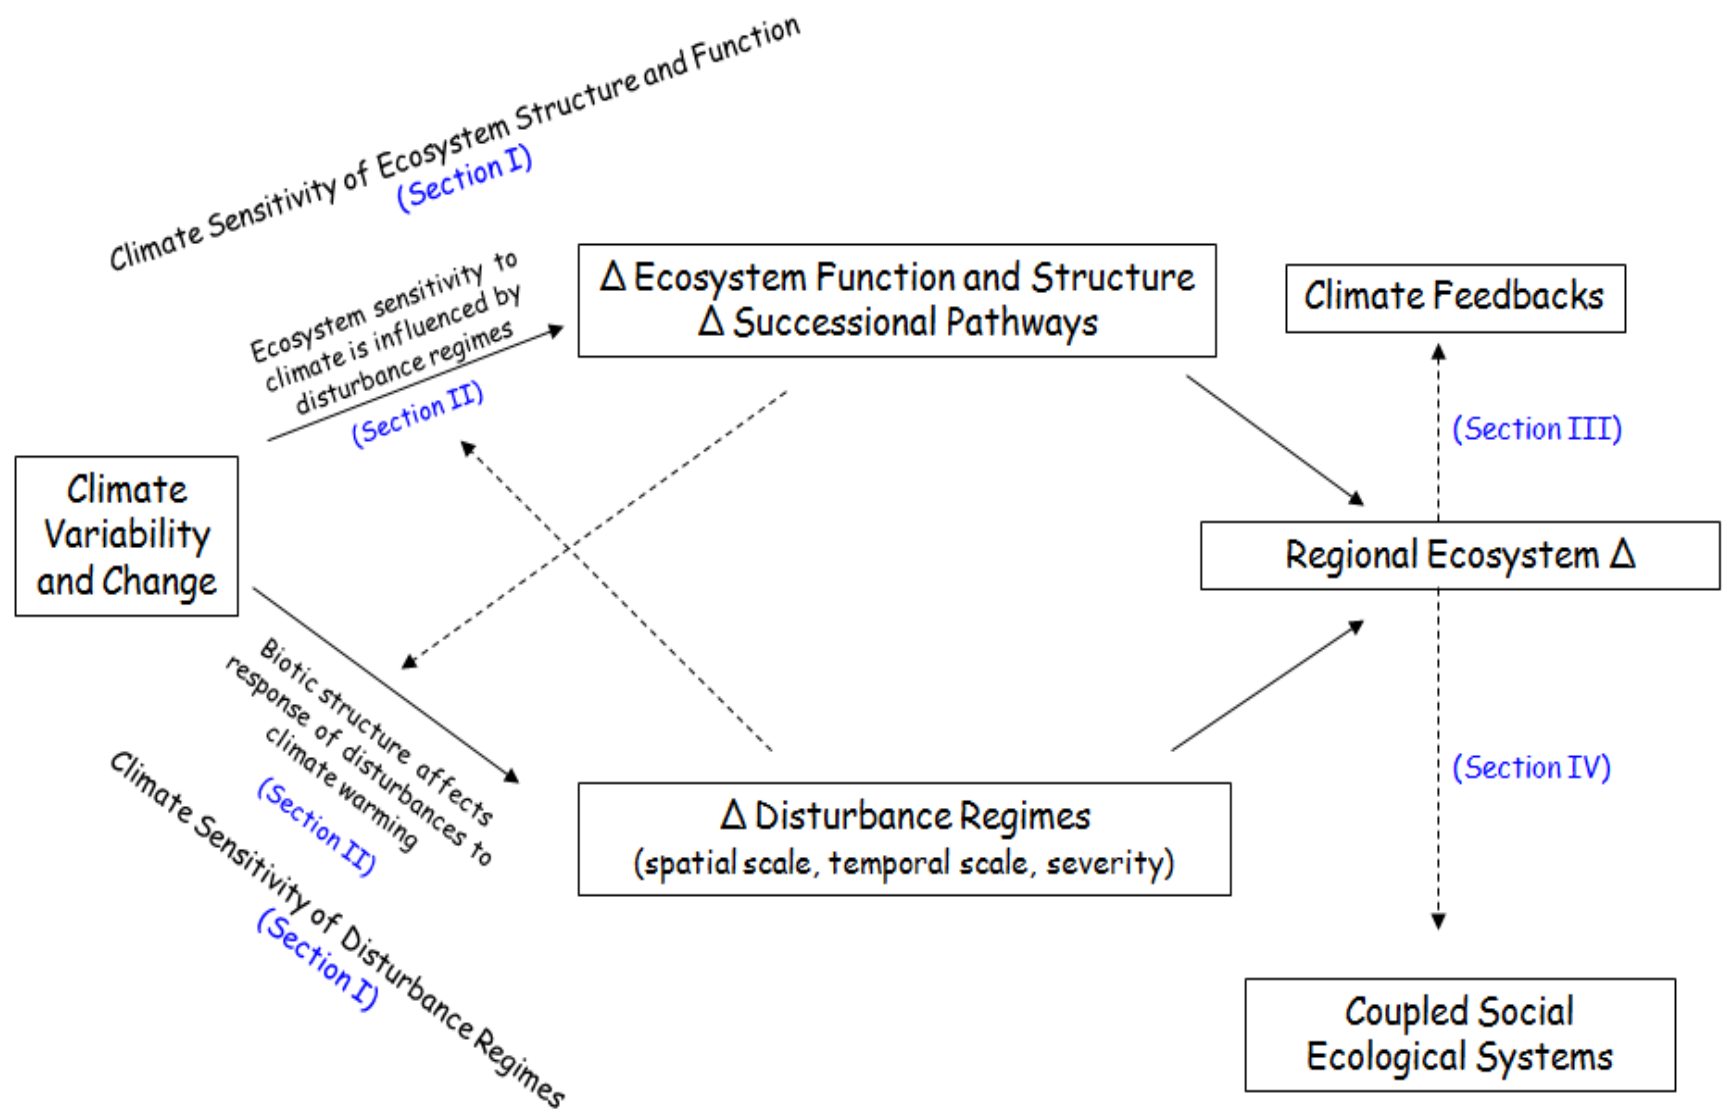 Climate Sensitivity of Ecosystem Structure and Function
(Section I)
Ecosystem sensitivity to
climate is influenced by
disturbance regimes
(Section II)
Δ Ecosystem Function and Structure
Δ Successional Pathways
Climate Feedbacks
(Section III)
Climate
Variability
and Change
Regional Ecosystem Δ
Biotic structure affects
response of disturbances to
climate warming
(Section II)
Climate Sensitivity of Disturbance Regimes
(Section I)
Δ Disturbance Regimes
(spatial scale, temporal scale, severity)
(Section IV)
Coupled Social
Ecological Systems